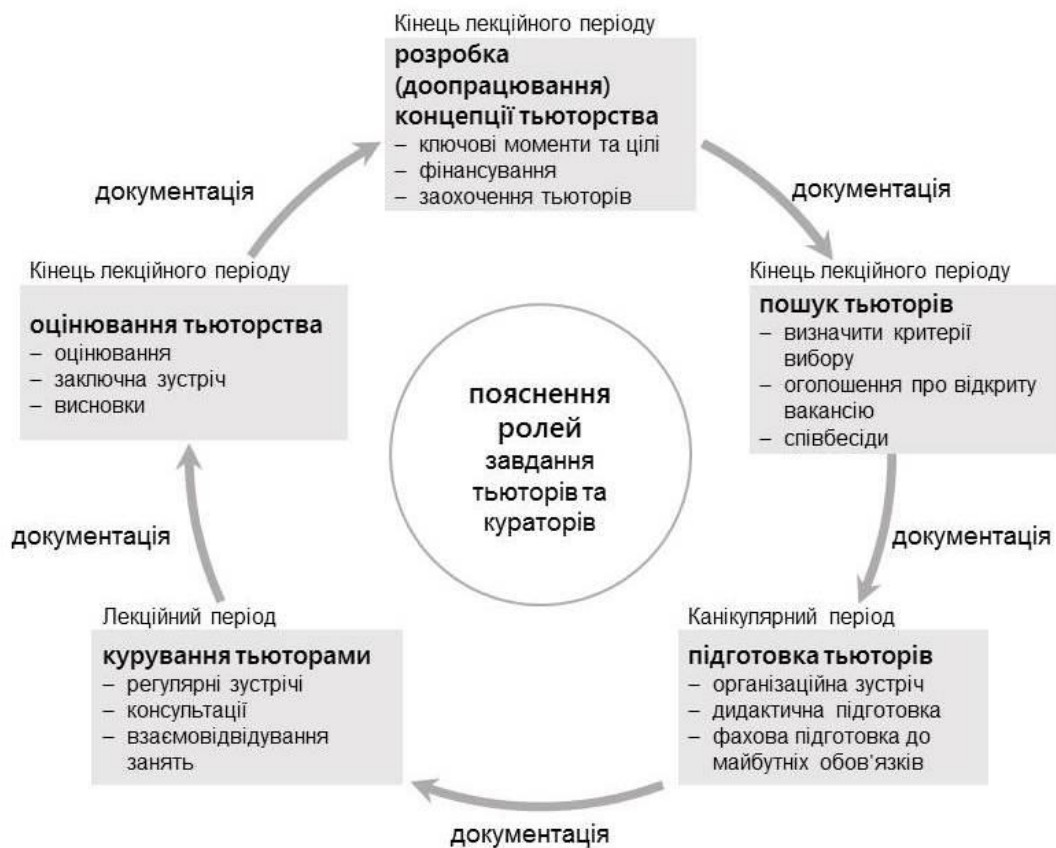 Кінець лекційного періоду
розробка
(доопрацювання)
концепції тьюторства
– ключові моменти та цілі
– фінансування
– заохочення тьюторів
документація
Кінець лекційного періоду
пошук тьюторів
– визначити критерії
вибору
– оголошення про відкриту
вакансію
– співбесіди
документація
Канікулярний період
підготовка тьюторів
– організаційна зустріч
– дидактична підготовка
– фахова підготовка до
майбутніх обов’язків
документація
Лекційний період
курування тьюторами
– регулярні зустрічі
– консультації
– взаємовідвідування
занять
документація
Кінець лекційного періоду
оцінювання тьюторства
– оцінювання
– заключна зустріч
– висновки
документація
пояснення
ролей
завдання
тьюторів та
кураторів